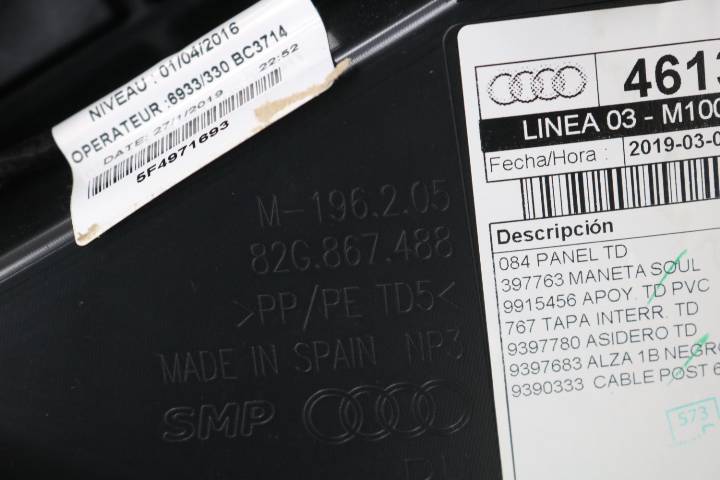 NIVEAU : 01/04/2016
OPERATEUR :8933/330 BC3714
DATE: 27/1/2019 22:52
5F4971693
M-196.2.05
82G.867.488
>PP/PE TD5<
MADE IN SPAIN NR3
SMP
461
LINEA 03 - M100
Fecha/Hora : 2019-03-0
Descripción
084 PANEL TD
397763 MANETA SOUL
9915456 APOY. TD PVC
767 TAPA INTERR. TD
9397780 ASIDERO TD
9397683 ALZA 1B NEGRO
9390333 CABLE POST 6
573